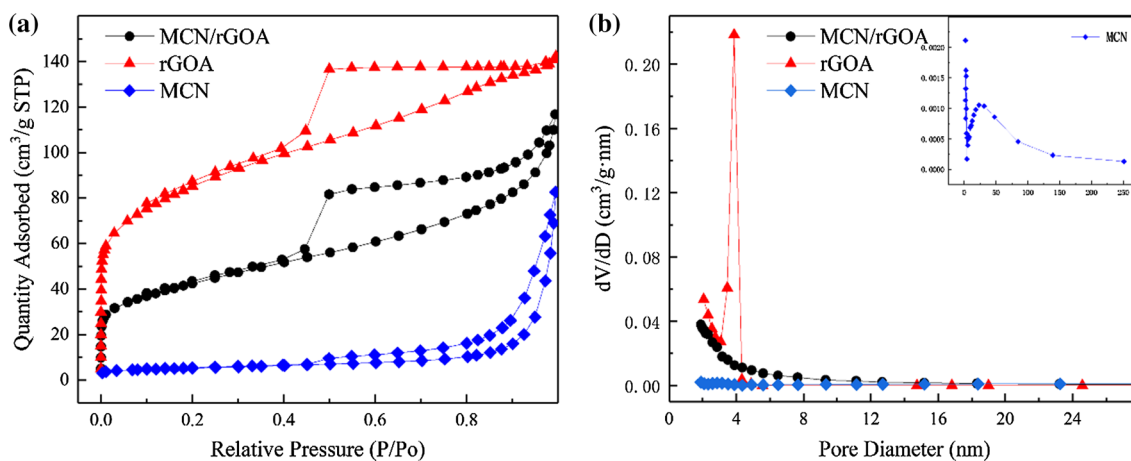 (a)
MCN/rGOA
rGOA
MCN
Quantity Adsorbed (cm³/g STP)
140
120
100
80
60
40
20
0
0.0 0.2 0.4 0.6 0.8
Relative Pressure (P/Po)
(b)
MCN/rGOA
rGOA
MCN
dV/dD (cm³/g·nm)
0.20
0.16
0.12
0.08
0.04
0.00
0 4 8 12 16 20 24
Pore Diameter (nm)
MCN
0.0020
0.0015
0.0010
0.0005
0.0000
0 50 100 150 200 250